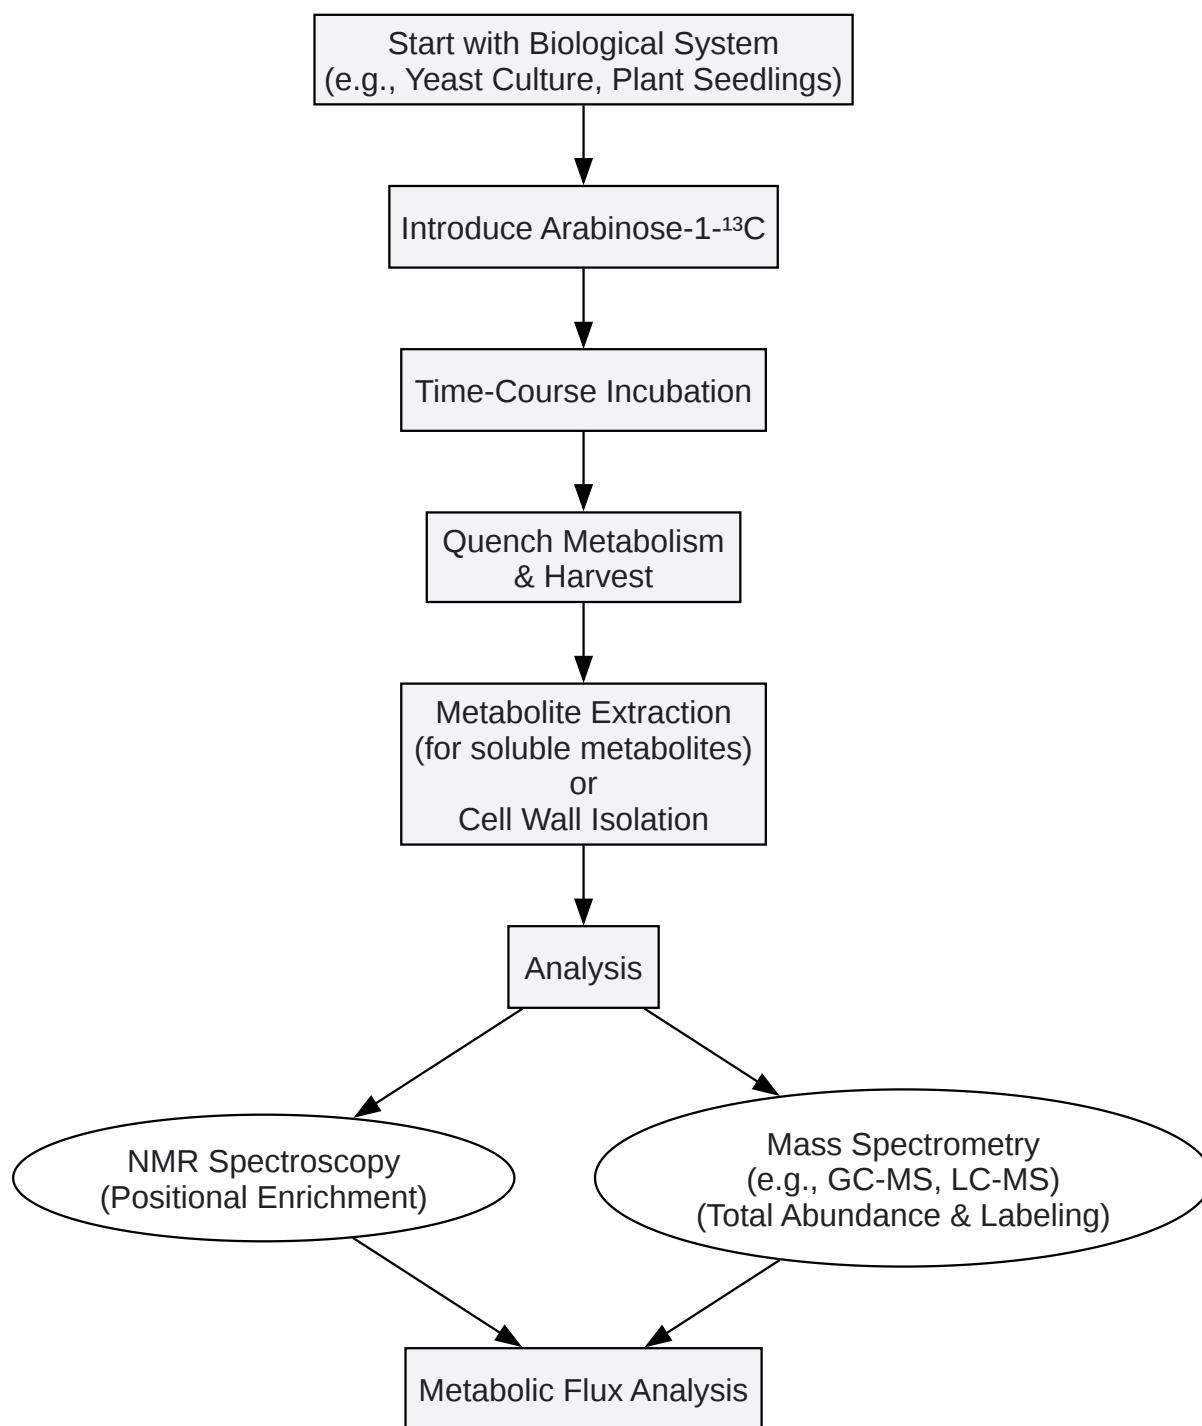 Start with Biological System
(e.g., Yeast Culture, Plant Seedlings)
Introduce Arabinose-1-¹³C
Time-Course Incubation
Quench Metabolism
& Harvest
Metabolite Extraction
(for soluble metabolites)
or
Cell Wall Isolation
Analysis
NMR Spectroscopy
(Positional Enrichment)
Mass Spectrometry
(e.g., GC-MS, LC-MS)
(Total Abundance & Labeling)
Metabolic Flux Analysis